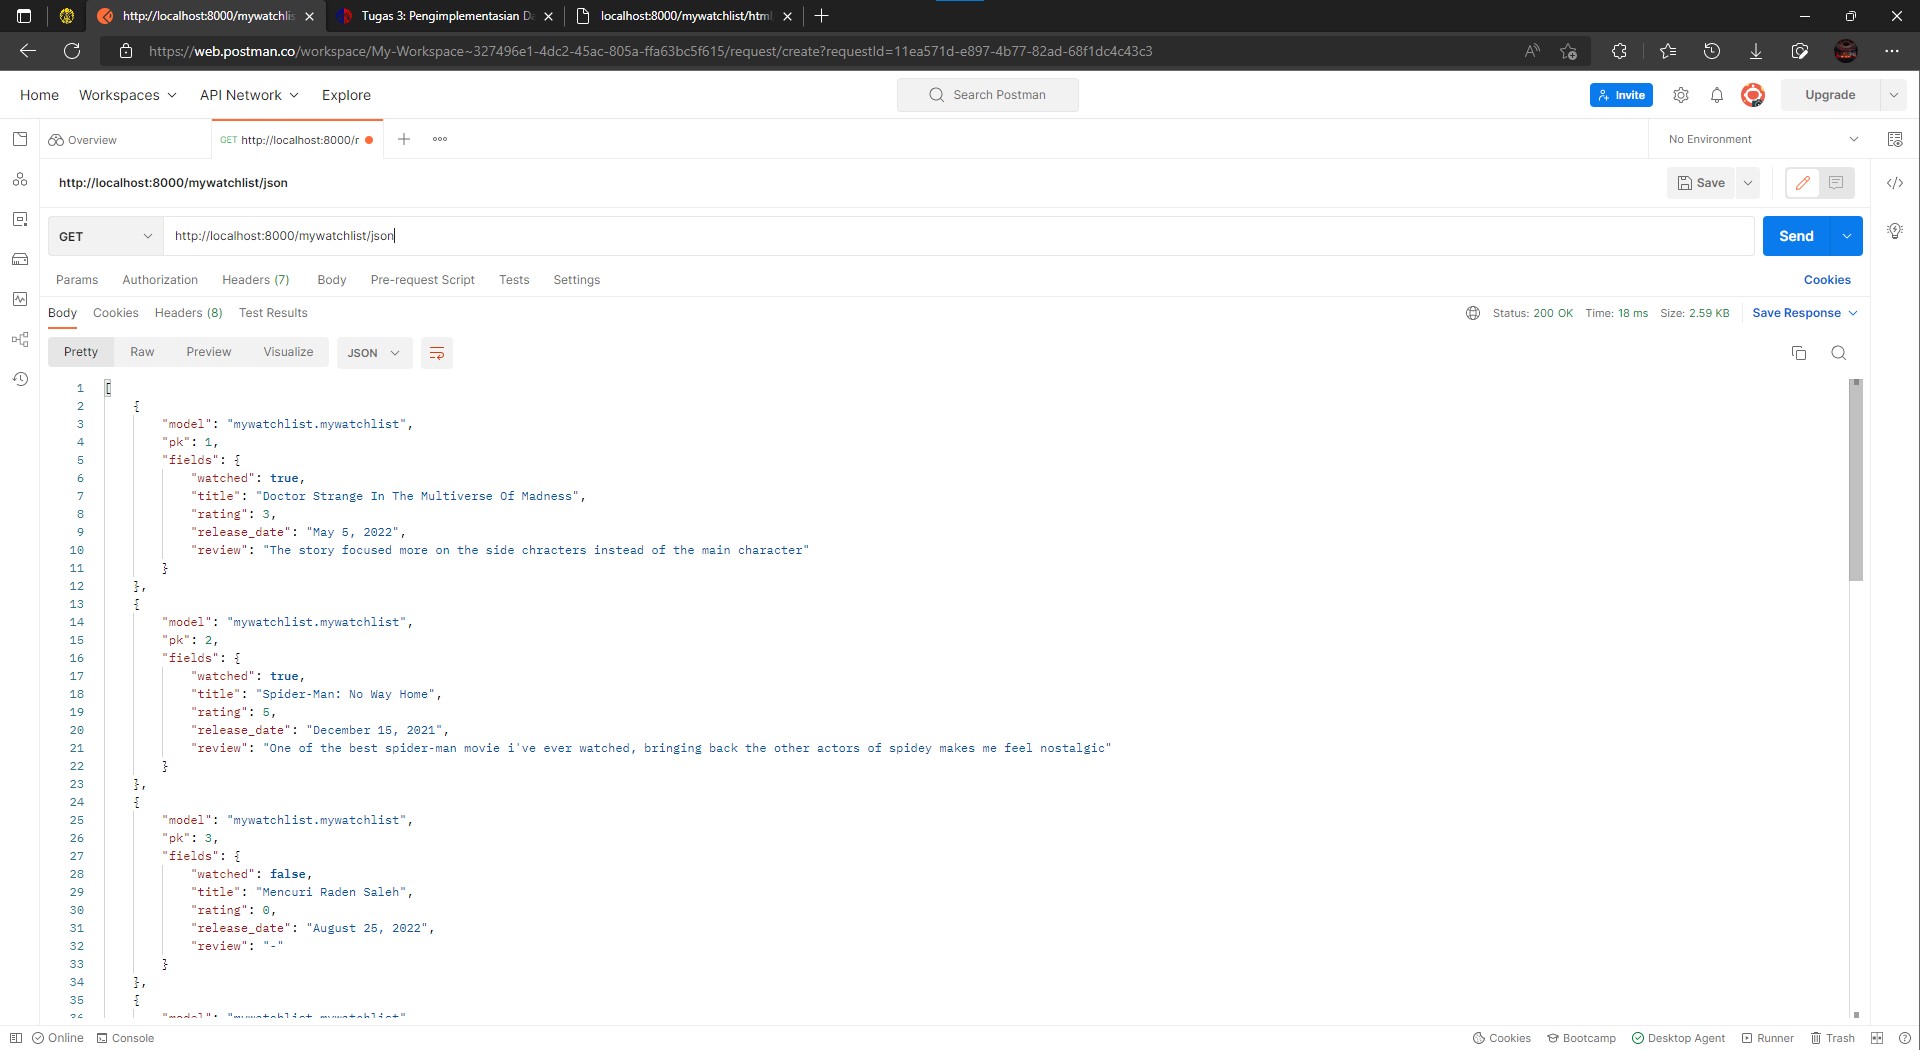 http://localhost:8000/mywatchlis
Tugas 3: Pengimplementasian Da
localhost:8000/mywatchlist/html
https://web.postman.co/workspace/My-Workspace~327496e1-4dc2-45ac-805a-ffa63bc5f615/request/create?requestId=11ea571d-e897-4b77-82ad-68f1dc4c43c3
Home Workspaces API Network Explore Search Postman Invite Upgrade
Overview GET http://localhost:8000/r No Environment
http://localhost:8000/mywatchlist/json Save
GET http://localhost:8000/mywatchlist/json Send
Params Authorization Headers (7) Body Pre-request Script Tests Settings Cookies
Body Cookies Headers (8) Test Results Status: 200 OK Time: 18 ms Size: 2.59 KB Save Response
Pretty Raw Preview Visualize JSON
1 [
2 {
3 "model": "mywatchlist.mywatchlist",
4 "pk": 1,
5 "fields": {
6 "watched": true,
7 "title": "Doctor Strange In The Multiverse Of Madness",
8 "rating": 3,
9 "release_date": "May 5, 2022",
10 "review": "The story focused more on the side chracters instead of the main character"
11 }
12 },
13 {
14 "model": "mywatchlist.mywatchlist",
15 "pk": 2,
16 "fields": {
17 "watched": true,
18 "title": "Spider-Man: No Way Home",
19 "rating": 5,
20 "release_date": "December 15, 2021",
21 "review": "One of the best spider-man movie i've ever watched, bringing back the other actors of spidey makes me feel nostalgic"
22 }
23 },
24 {
25 "model": "mywatchlist.mywatchlist",
26 "pk": 3,
27 "fields": {
28 "watched": false,
29 "title": "Mencuri Raden Saleh",
30 "rating": 0,
31 "release_date": "August 25, 2022",
32 "review": "-"
33 }
34 },
35 {
36 "model": "mywatchlist.mywatchlist"
Online Console Cookies Bootcamp Desktop Agent Runner Trash